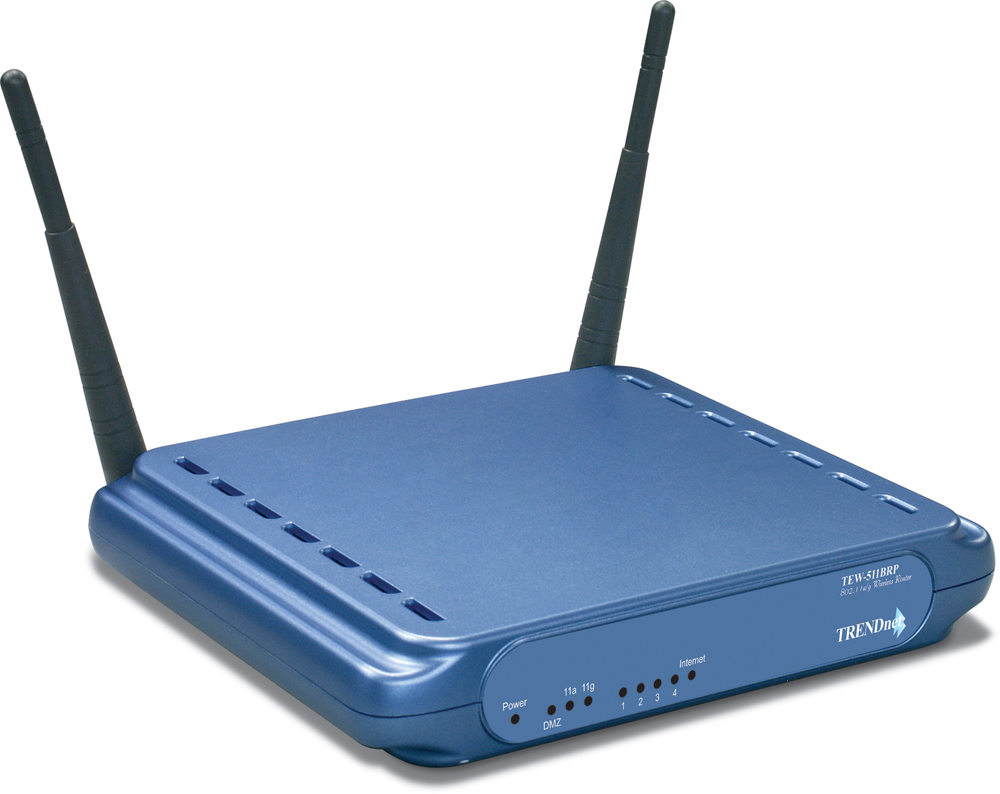 TEW-511BRP
802.11a/g Wireless Router
TRENDnet
Internet
11a 11g
Power
DMZ
1 2 3 4